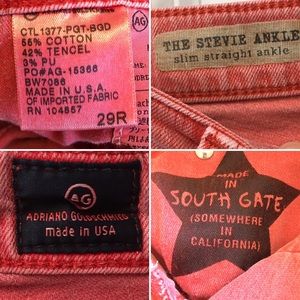 AG
CTL1377-PGT-BGD
55% COTTON
42% TENCEL
3% PU
PO#AG-15366
BW7086
MADE IN U.S.A.
OF IMPORTED FABRIC
RN 104857
29R
THE STEVIE ANKLE
slim straight ankle
AG
ADRIANO GOLDSCHMIED
made in USA
MADE
IN
SOUTH GATE
(SOMEWHERE
IN
CALIFORNIA)